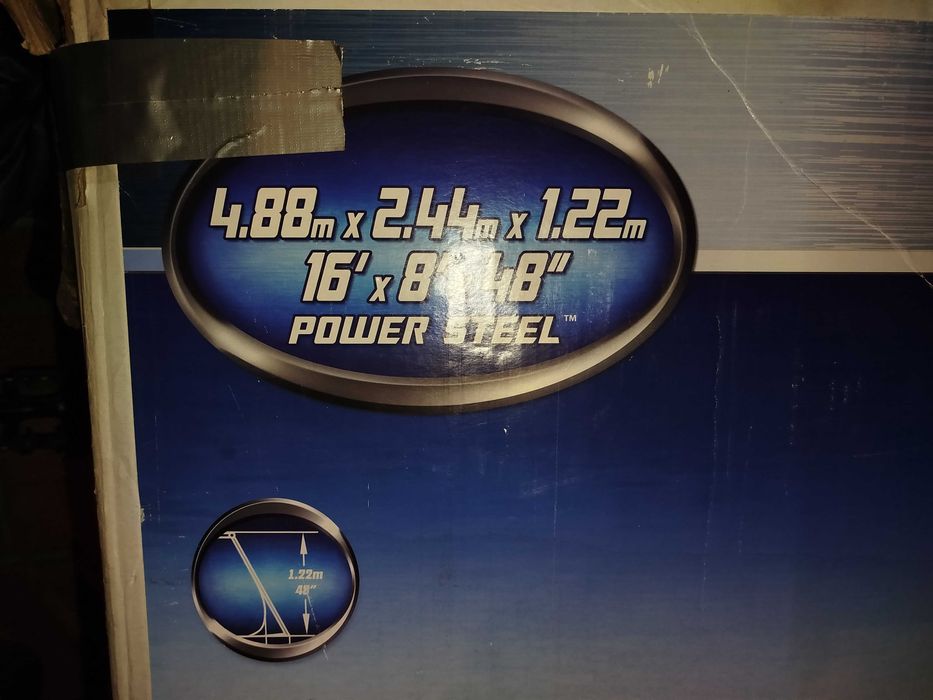 4.88m x 2.44m x 1.22m
16' x 8' 48"
POWER STEEL™
1.22m
48"